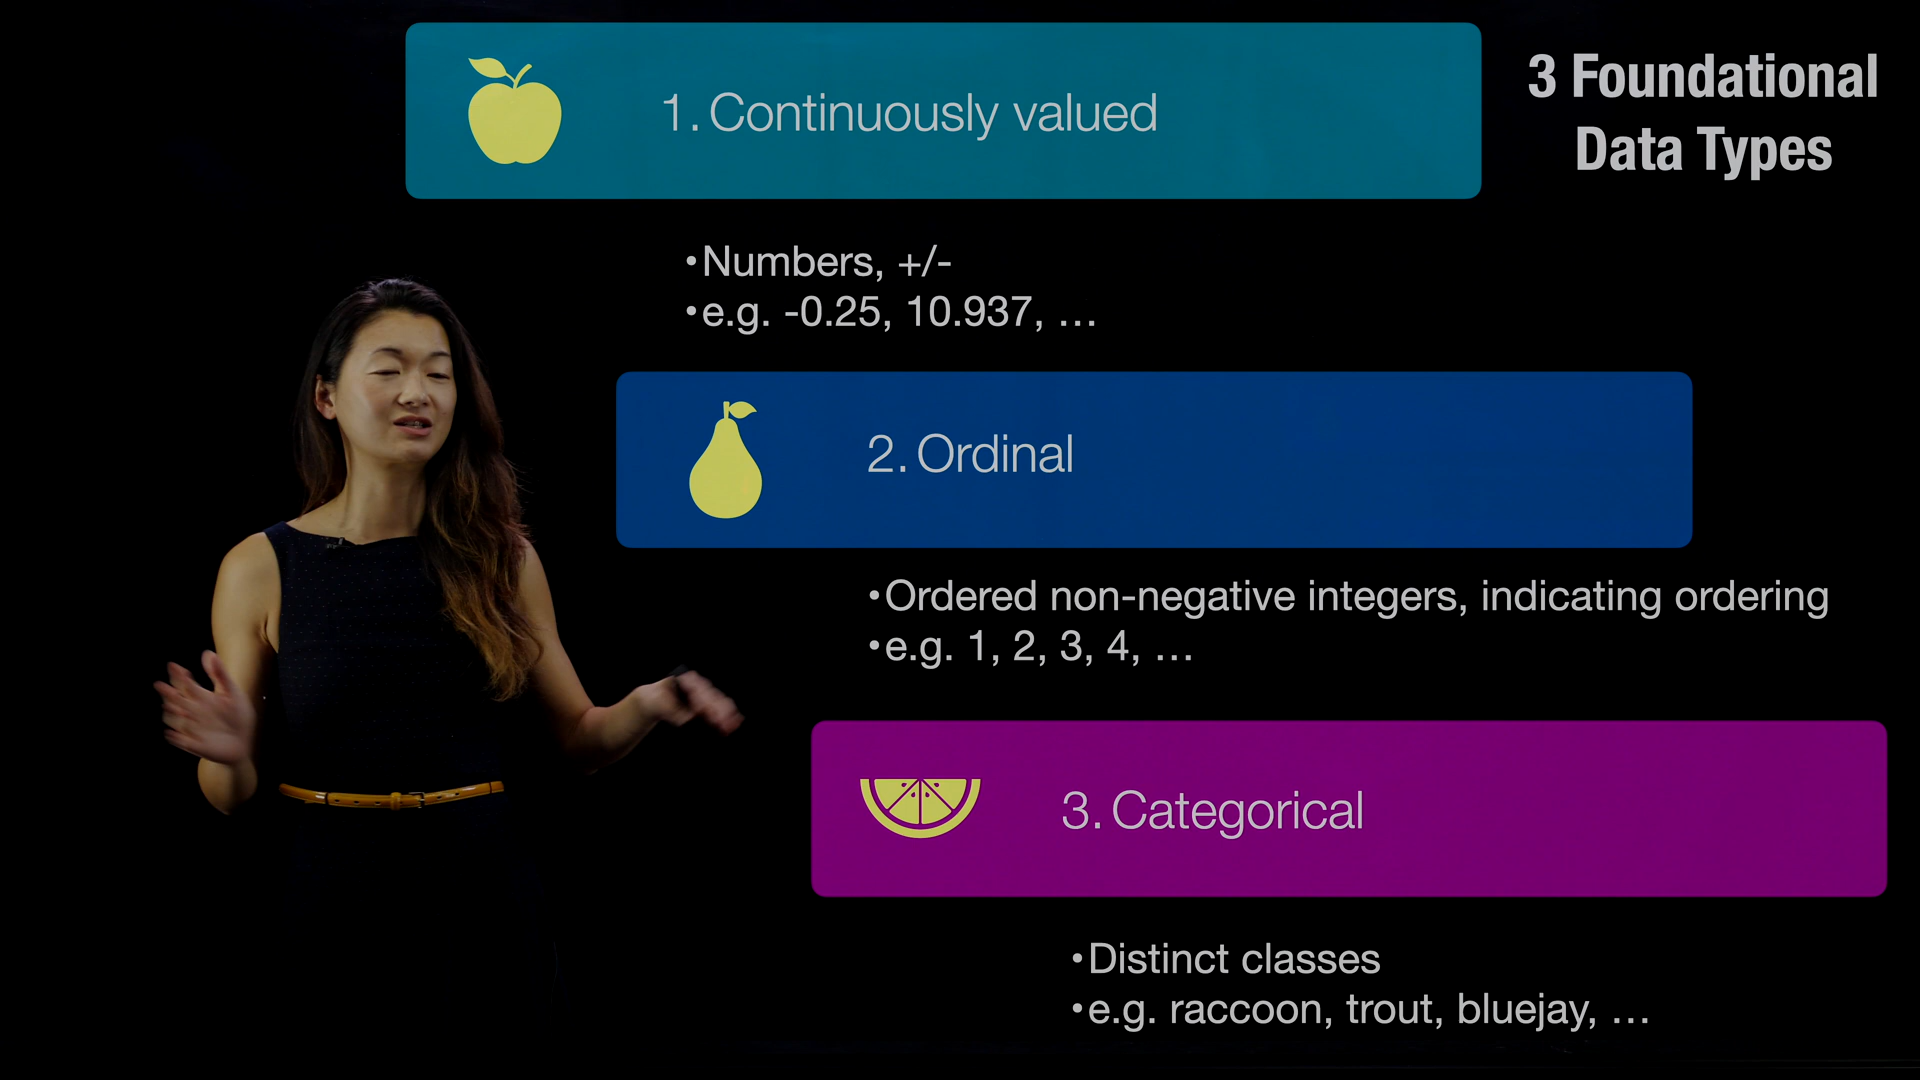 3 Foundational
Data Types
1. Continuously valued
•Numbers, +/-
•e.g. -0.25, 10.937, …
2. Ordinal
•Ordered non-negative integers, indicating ordering
•e.g. 1, 2, 3, 4, …
3. Categorical
•Distinct classes
•e.g. raccoon, trout, bluejay, …